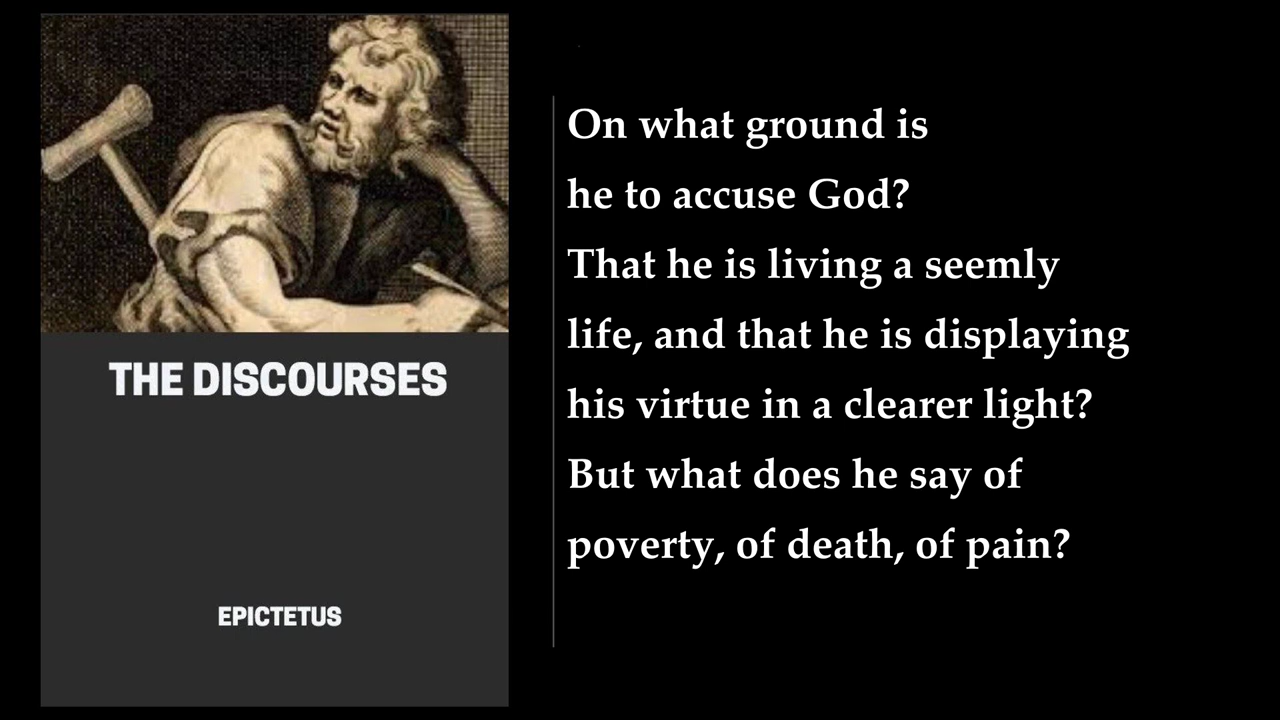 THE DISCOURSES
EPICTETUS
On what ground is
he to accuse God?
That he is living a seemly
life, and that he is displaying
his virtue in a clearer light?
But what does he say of
poverty, of death, of pain?